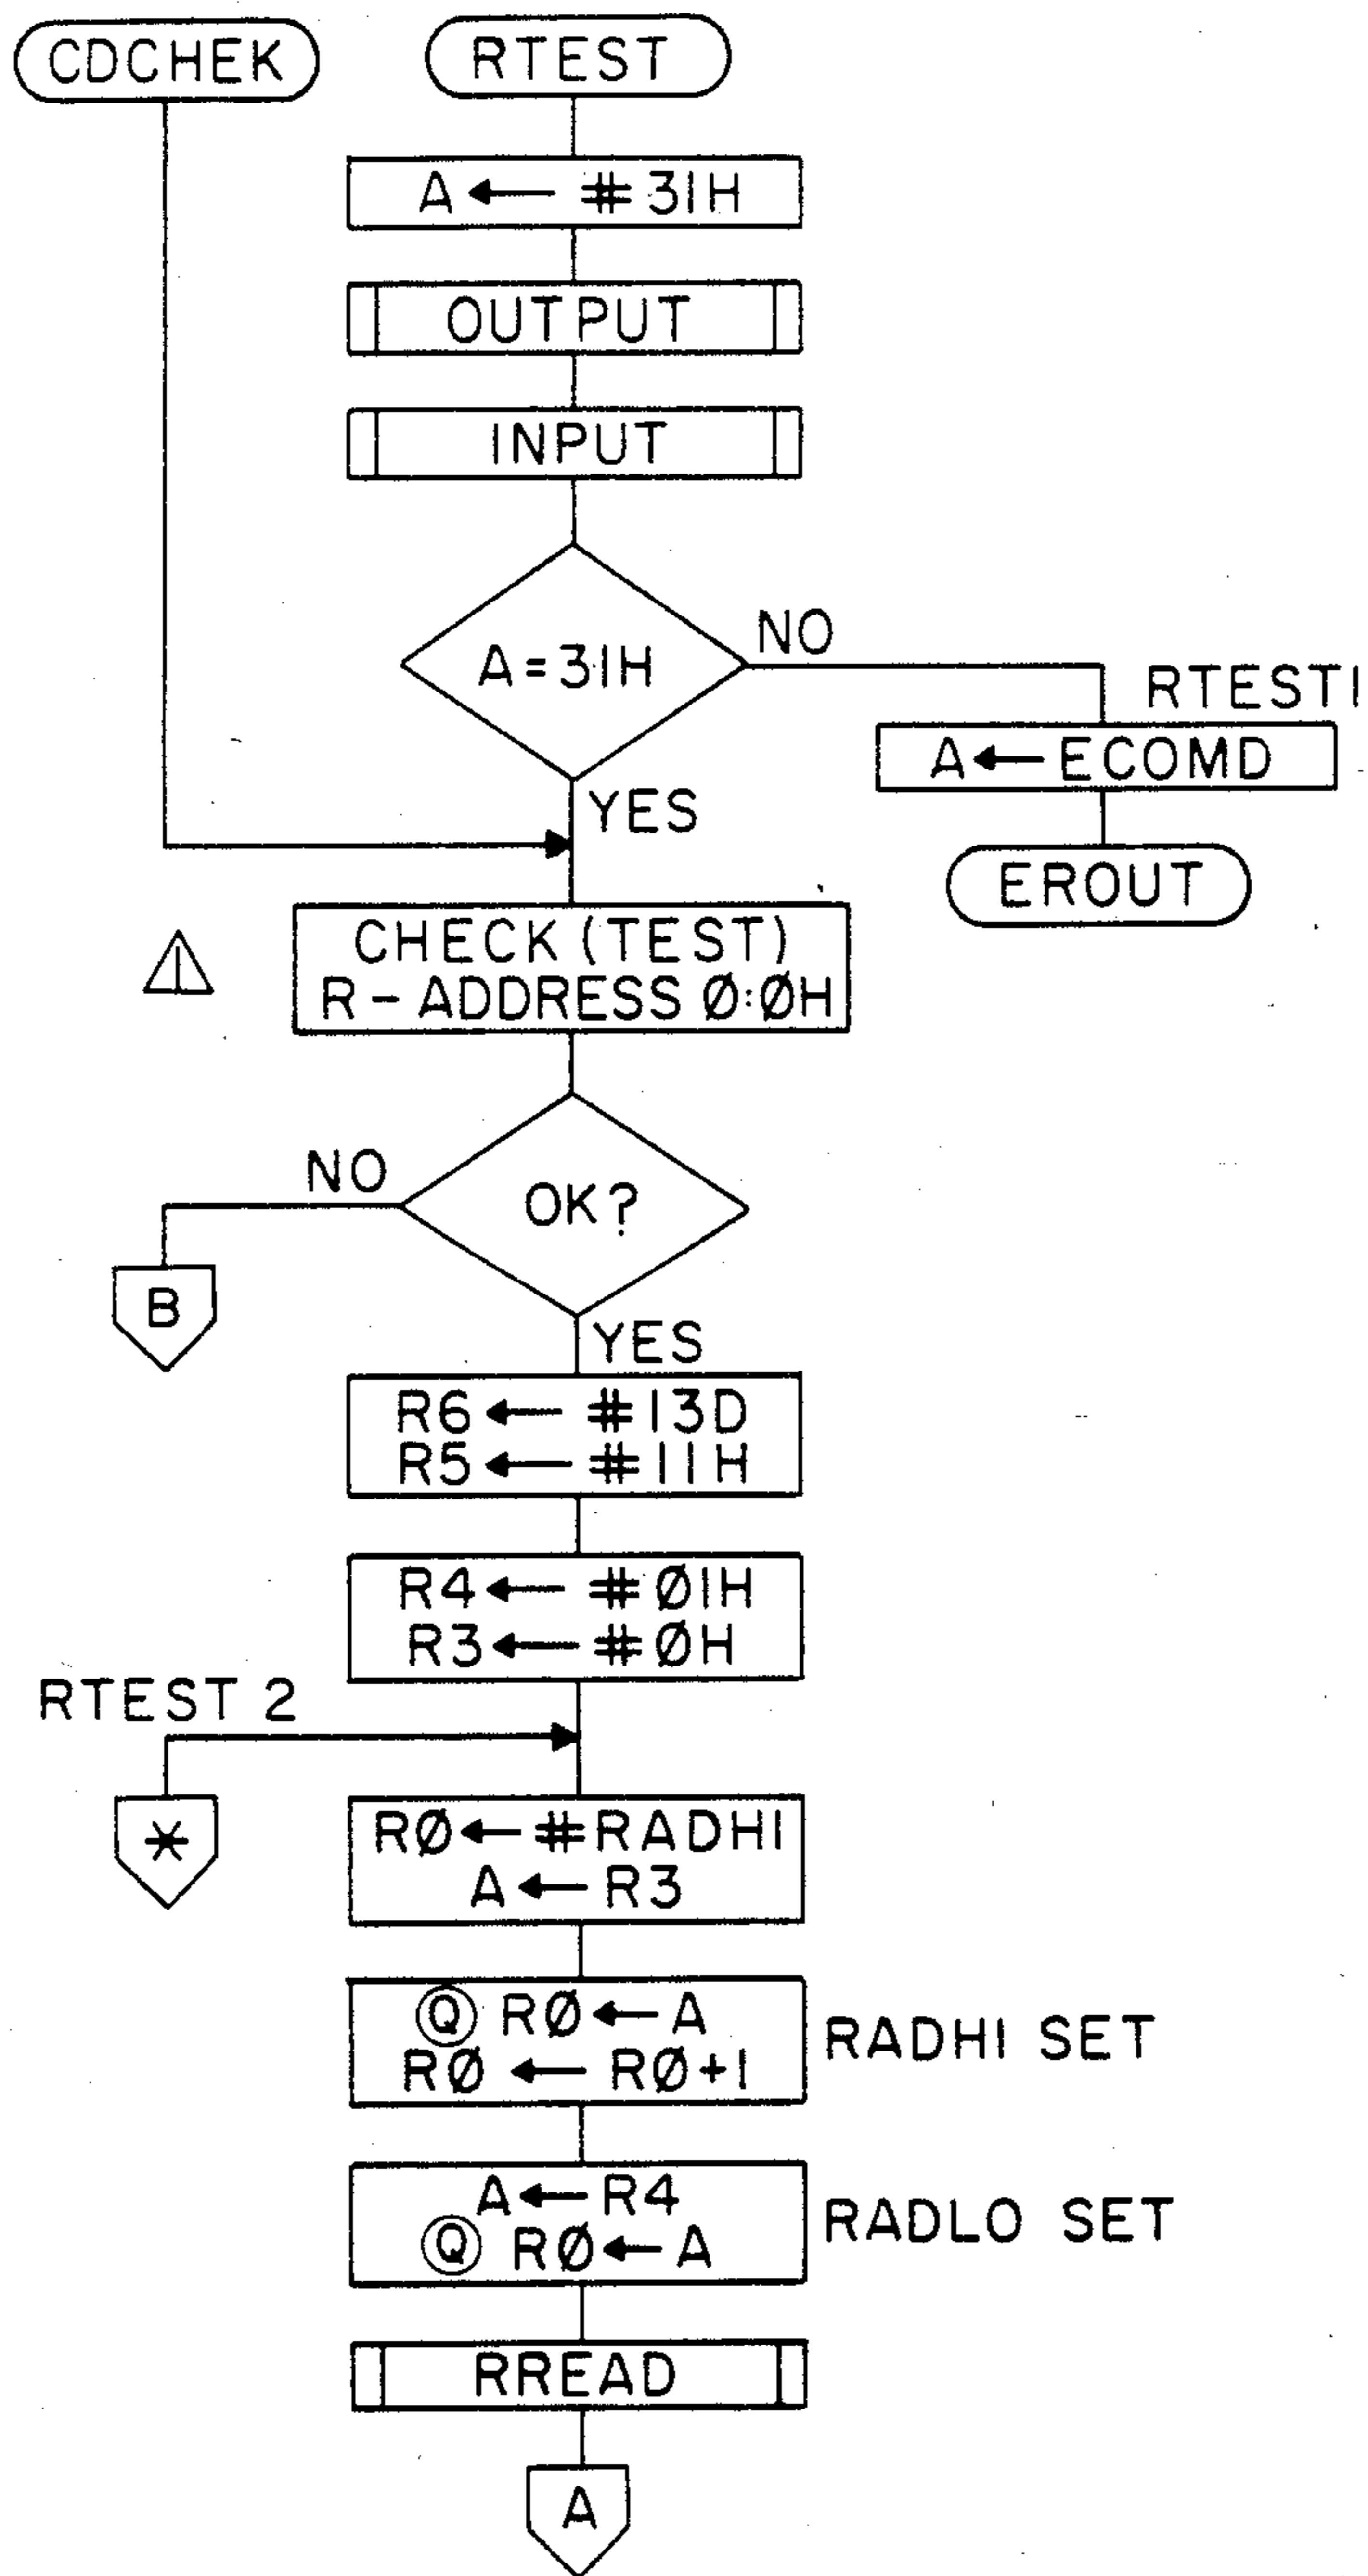 CDCHEK
RTEST
A ← # 31H
OUTPUT
INPUT
A = 31H
NO
RTEST1
A ← ECOMD
EROUT
YES
CHECK (TEST)
R - ADDRESS Ø:ØH
OK?
NO
B
YES
R6 ← # 13D
R5 ← # 11H
R4 ← # Ø1H
R3 ← # ØH
RTEST 2
*
RØ ← # RADHI
A ← R3
Q RØ ← A
RØ ← RØ+1
RADHI SET
A ← R4
Q RØ ← A
RADLO SET
RREAD
A